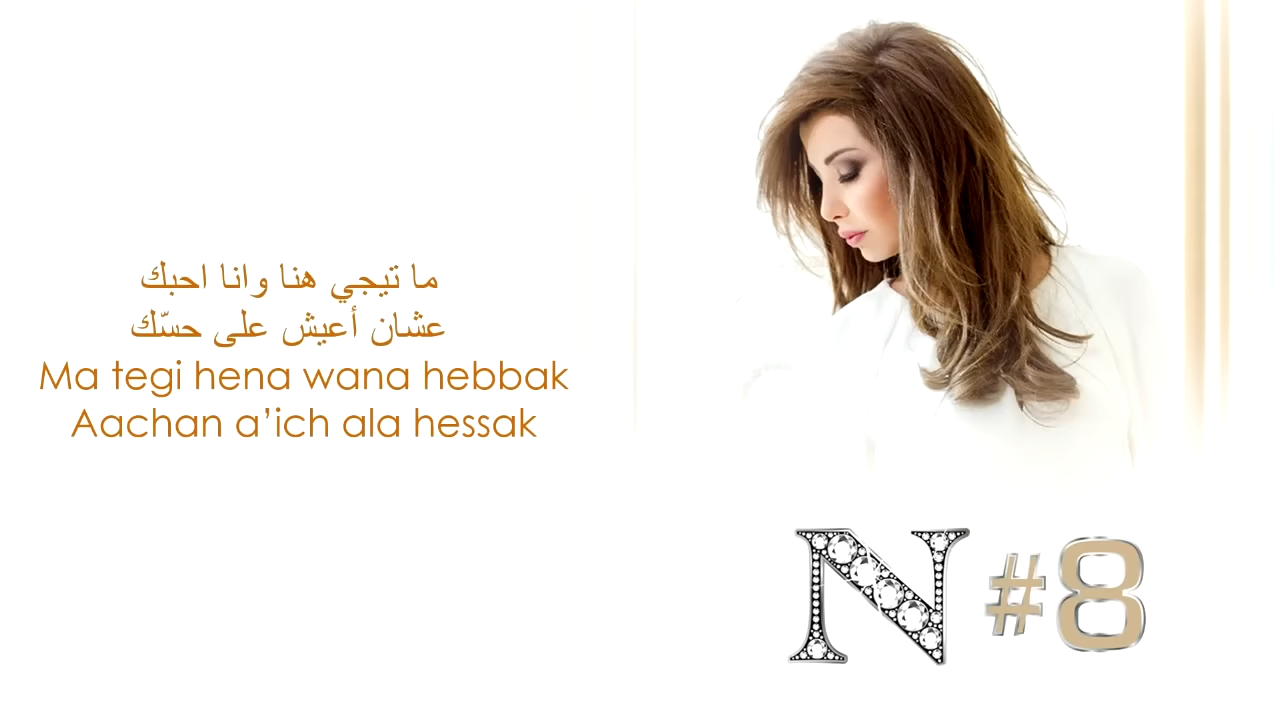 ما تيجي هنا وانا احبك
عشان أعيش على حسّك
Ma tegi hena wana hebbak
Aachan a’ich ala hessak
N #8